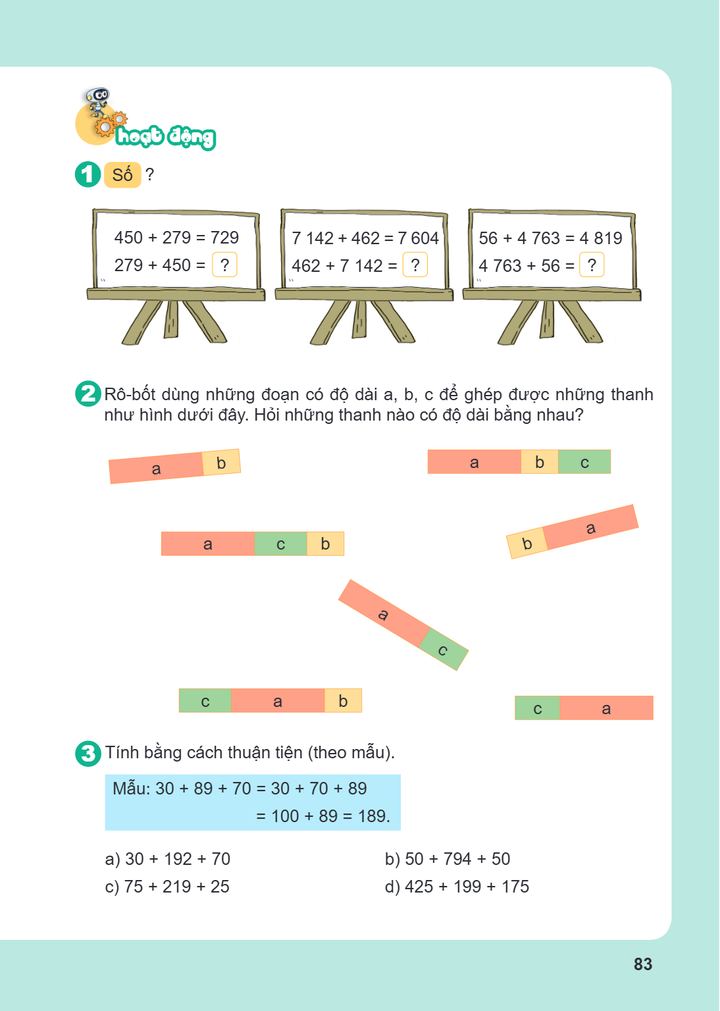 hoạt động
1 Số ?
450 + 279 = 729
279 + 450 = ?
7 142 + 462 = 7 604
462 + 7 142 = ?
56 + 4 763 = 4 819
4 763 + 56 = ?
2 Rô-bốt dùng những đoạn có độ dài a, b, c để ghép được những thanh
như hình dưới đây. Hỏi những thanh nào có độ dài bằng nhau?
a b
a b c
a c b
b a
a c
c a b
c a
3 Tính bằng cách thuận tiện (theo mẫu).
Mẫu: 30 + 89 + 70 = 30 + 70 + 89
= 100 + 89 = 189.
a) 30 + 192 + 70
b) 50 + 794 + 50
c) 75 + 219 + 25
d) 425 + 199 + 175
83